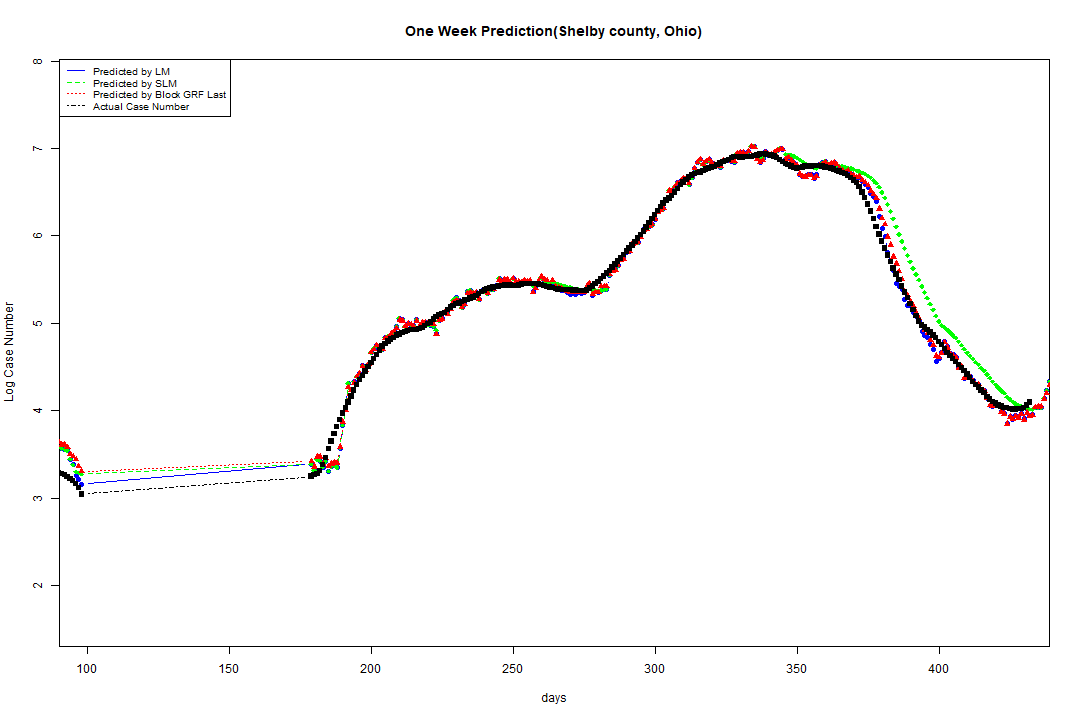 One Week Prediction(Shelby county, Ohio)
Predicted by LM
Predicted by SLM
Predicted by Block GRF Last
Actual Case Number
8
7
6
5
4
3
2
Log Case Number
100 150 200 250 300 350 400
days